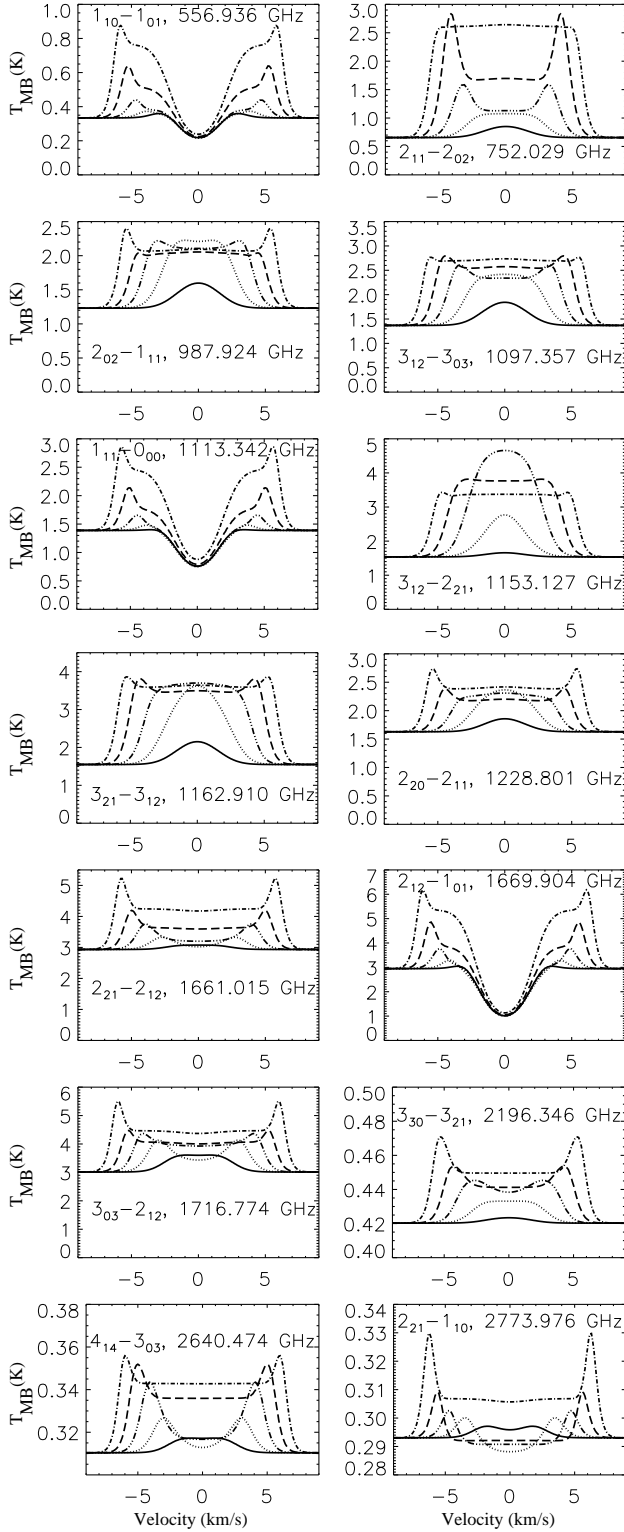 1₁₀−1₀₁, 556.936 GHz
T_MB(K)
1.0
0.8
0.6
0.4
0.2
0.0
−5 0 5
3.0
2.5
2.0
1.5
1.0
0.5
0.0
2₁₁−2₀₂, 752.029 GHz
−5 0 5
T_MB(K)
2.5
2.0
1.5
1.0
0.5
0.0
2₀₂−1₁₁, 987.924 GHz
−5 0 5
3.0
2.5
2.0
1.5
1.0
0.5
0.0
3₁₂−3₀₃, 1097.357 GHz
−5 0 5
1₁₁−0₀₀, 1113.342 GHz
T_MB(K)
3.0
2.5
2.0
1.5
1.0
0.5
0.0
−5 0 5
5
4
3
2
1
0
3₁₂−2₂₁, 1153.127 GHz
−5 0 5
T_MB(K)
4
3
2
1
0
3₂₁−3₁₂, 1162.910 GHz
−5 0 5
3.0
2.5
2.0
1.5
1.0
0.5
0.0
2₂₀−2₁₁, 1228.801 GHz
−5 0 5
T_MB(K)
5
4
3
2
1
0
2₂₁−2₁₂, 1661.015 GHz
−5 0 5
2₁₂−1₀₁, 1669.904 GHz
7
6
5
4
3
2
1
0
−5 0 5
T_MB(K)
6
5
4
3
2
1
0
3₀₃−2₁₂, 1716.774 GHz
−5 0 5
0.50
0.48
0.46
0.44
0.42
0.40
3₃₀−3₂₁, 2196.346 GHz
−5 0 5
4₁₄−3₀₃, 2640.474 GHz
T_MB(K)
0.38
0.36
0.34
0.32
−5 0 5
Velocity (km/s)
2₂₁−1₁₀, 2773.976 GHz
0.34
0.33
0.32
0.31
0.30
0.29
0.28
−5 0 5
Velocity (km/s)